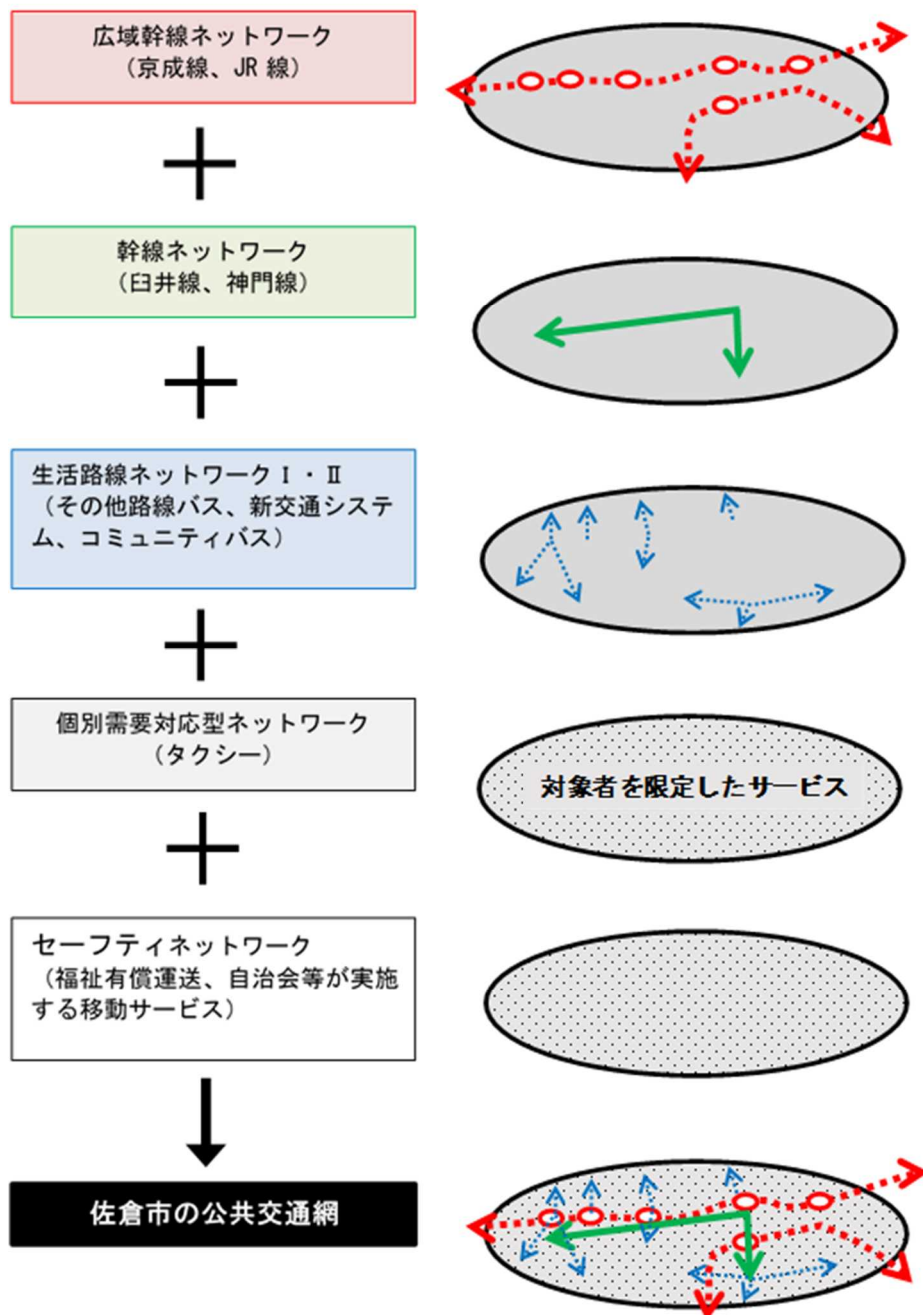 広域幹線ネットワーク
(京成線、JR 線)
幹線ネットワーク
(臼井線、神門線)
生活路線ネットワークⅠ・Ⅱ
(その他路線バス、新交通システ
ム、コミュニティバス)
個別需要対応型ネットワーク
(タクシー)
対象者を限定したサービス
セーフティネットワーク
(福祉有償運送、自治会等が実施
する移動サービス)
佐倉市の公共交通網